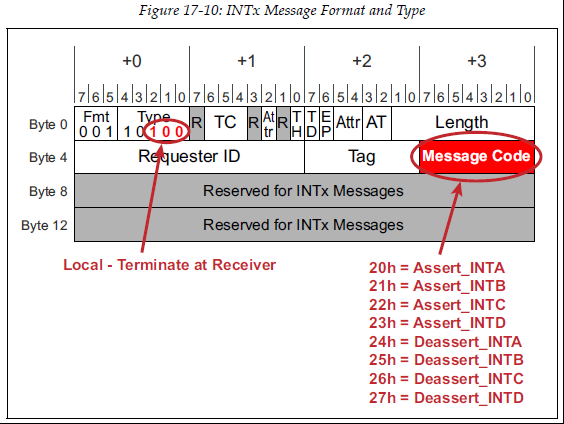 Figure 17-10: INTx Message Format and Type
+0 +1 +2 +3
7 6 5 4 3 2 1 0 7 6 5 4 3 2 1 0 7 6 5 4 3 2 1 0 7 6 5 4 3 2 1 0
Byte 0 Fmt 0 0 1 Type 1 0 1 0 0 R TC R At tr R T H T D E P Attr AT Length
Byte 4 Requester ID Tag Message Code
Byte 8 Reserved for INTx Messages
Byte 12 Reserved for INTx Messages
Local - Terminate at Receiver
20h = Assert_INTA
21h = Assert_INTB
22h = Assert_INTC
23h = Assert_INTD
24h = Deassert_INTA
25h = Deassert_INTB
26h = Deassert_INTC
27h = Deassert_INTD